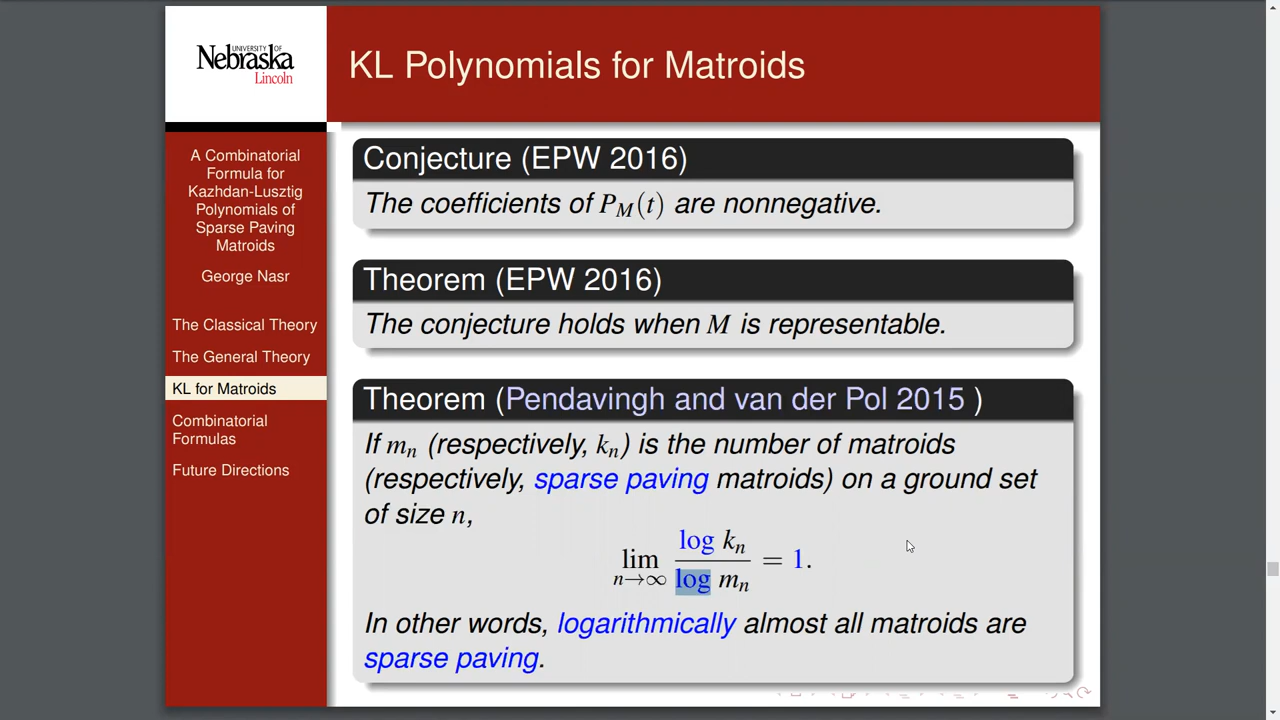 UNIVERSITY OF
Nebraska
Lincoln
KL Polynomials for Matroids
A Combinatorial
Formula for
Kazhdan-Lusztig
Polynomials of
Sparse Paving
Matroids
George Nasr
The Classical Theory
The General Theory
KL for Matroids
Combinatorial
Formulas
Future Directions
Conjecture (EPW 2016)
The coefficients of P_M(t) are nonnegative.
Theorem (EPW 2016)
The conjecture holds when M is representable.
Theorem (Pendavingh and van der Pol 2015 )
If m_n (respectively, k_n) is the number of matroids
(respectively, sparse paving matroids) on a ground set
of size n,
lim_{n→∞} log k_n / log m_n = 1.
In other words, logarithmically almost all matroids are
sparse paving.